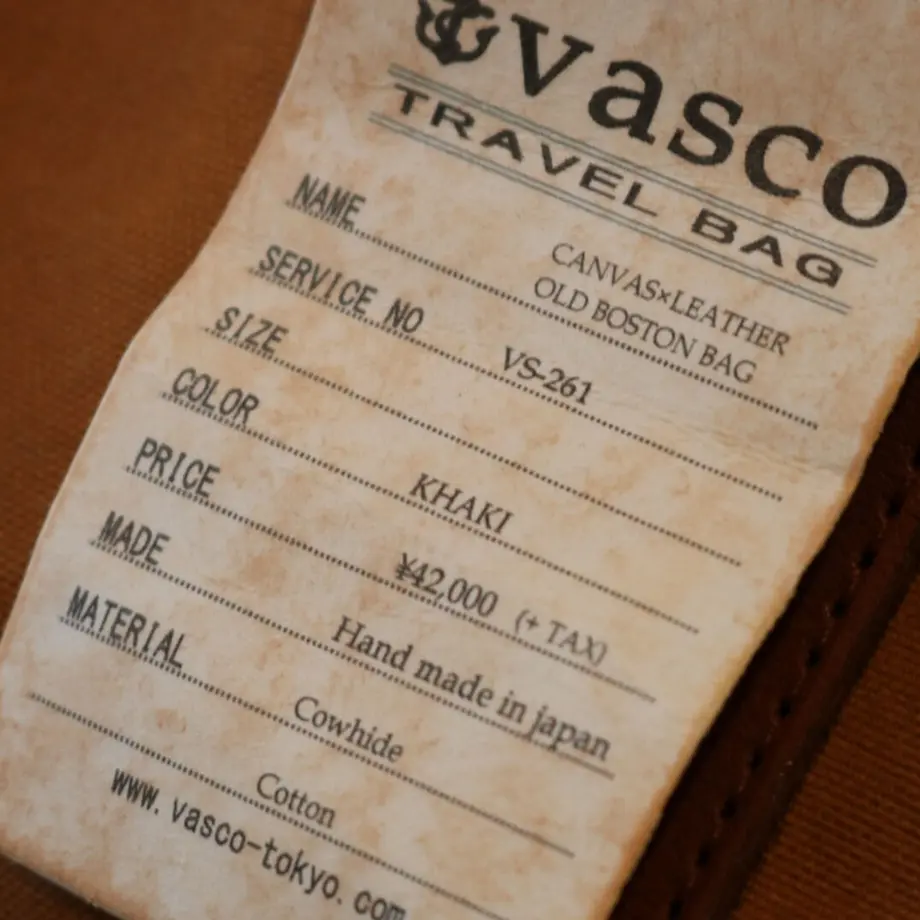 vasco
TRAVEL BAG
NAME CANVAS×LEATHER
OLD BOSTON BAG
SERVICE NO VS-261
SIZE
COLOR KHAKI
PRICE ¥42,000 (+TAX)
MADE Hand made in japan
MATERIAL Cowhide
Cotton
www.vasco-tokyo.com